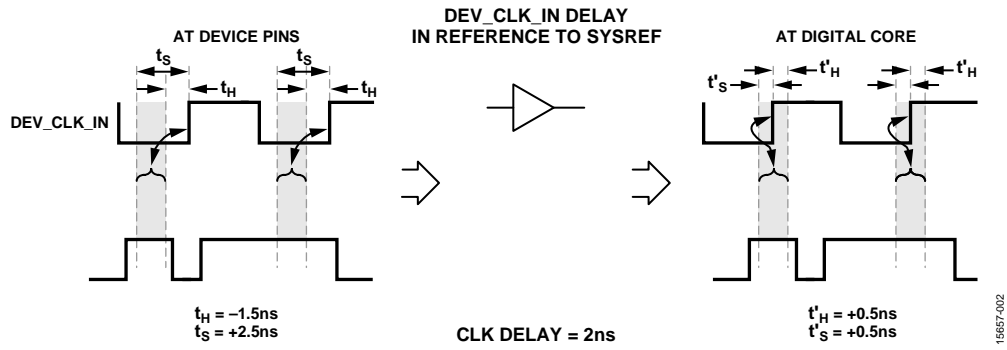 DEV_CLK_IN DELAY
IN REFERENCE TO SYSREF
AT DEVICE PINS
AT DIGITAL CORE
tS
tS
tH
tH
t'H
t'H
t'S
DEV_CLK_IN
tH = –1.5ns
tS = +2.5ns
CLK DELAY = 2ns
t'H = +0.5ns
t'S = +0.5ns
15657-002